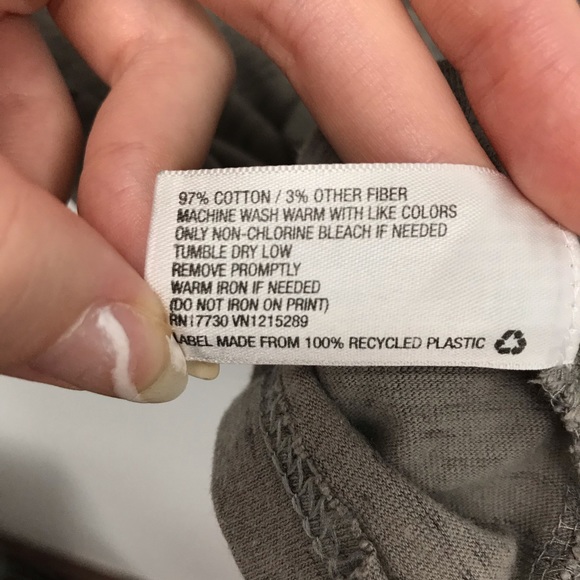 97% COTTON / 3% OTHER FIBER
MACHINE WASH WARM WITH LIKE COLORS
ONLY NON-CHLORINE BLEACH IF NEEDED
TUMBLE DRY LOW
REMOVE PROMPTLY
WARM IRON IF NEEDED
(DO NOT IRON ON PRINT)
RN17730 VN1215289
LABEL MADE FROM 100% RECYCLED PLASTIC